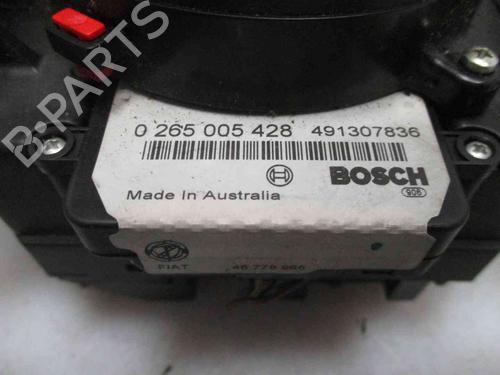 B-PARTS
0 265 005 428 491307836
BOSCH
906
Made In Australia
FIAT